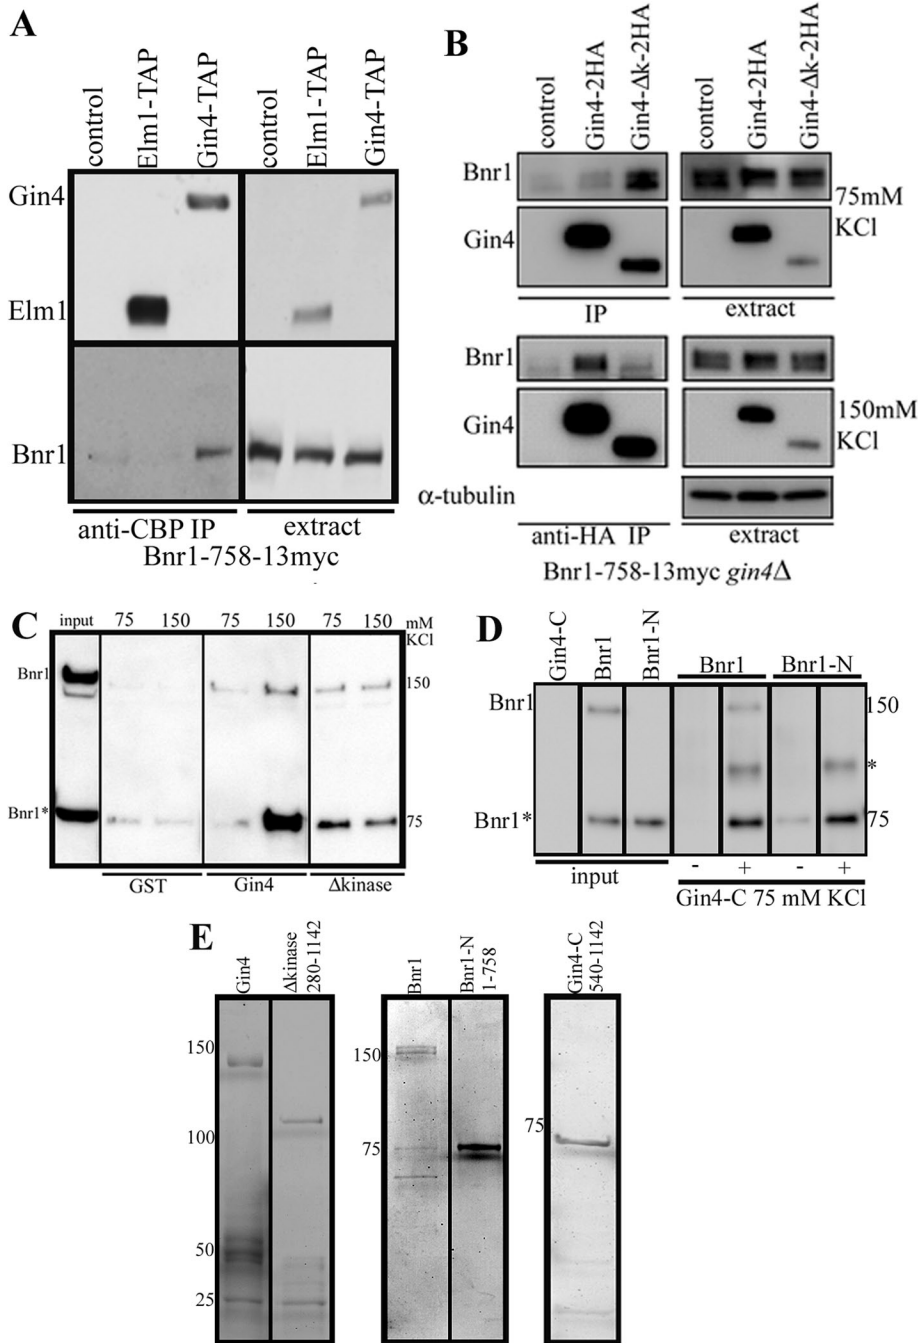 A
control
Elm1-TAP
Gin4-TAP
control
Elm1-TAP
Gin4-TAP
Gin4
Elm1
Bnr1
anti-CBP IP
extract
Bnr1-758-13myc
B
control
Gin4-2HA
Gin4-Δk-2HA
control
Gin4-2HA
Gin4-Δk-2HA
Bnr1
75mM
KCl
Gin4
IP
extract
Bnr1
Gin4
150mM
KCl
α-tubulin
anti-HA IP
extract
Bnr1-758-13myc gin4Δ
C
input
75 150
75 150
75 150
mM
KCl
Bnr1
150
Bnr1*
75
GST
Gin4
Δkinase
D
Gin4-C
Bnr1
Bnr1-N
Bnr1
Bnr1-N
Bnr1
150
*
Bnr1*
75
- + - +
input
Gin4-C 75 mM KCl
E
Gin4
Δkinase
280-1142
Bnr1
Bnr1-N
1-758
Gin4-C
540-1142
150
100
50
25
150
75
75